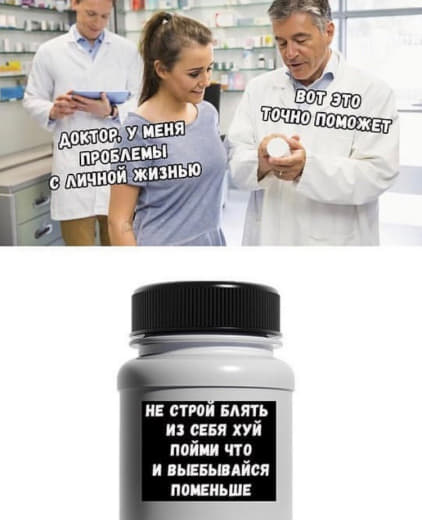 ДОКТОР, У МЕНЯ
ПРОБЛЕМЫ
С ЛИЧНОЙ ЖИЗНЬЮ
ВОТ ЭТО
ТОЧНО ПОМОЖЕТ
НЕ СТРОЙ БЛЯТЬ
ИЗ СЕБЯ ХУЙ
ПОЙМИ ЧТО
И ВЫЕБЫВАЙСЯ
ПОМЕНЬШЕ